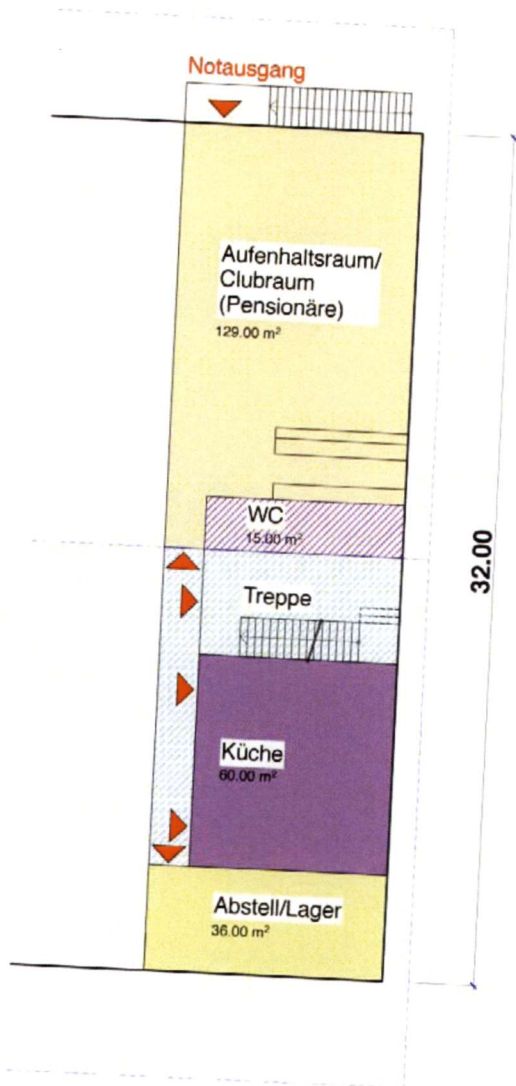 Notausgang
Aufenthaltsraum/
Clubraum
(Pensionäre)
129.00 m²
WC
15.00 m²
Treppe
32.00
Küche
60.00 m²
Abstell/Lager
36.00 m²